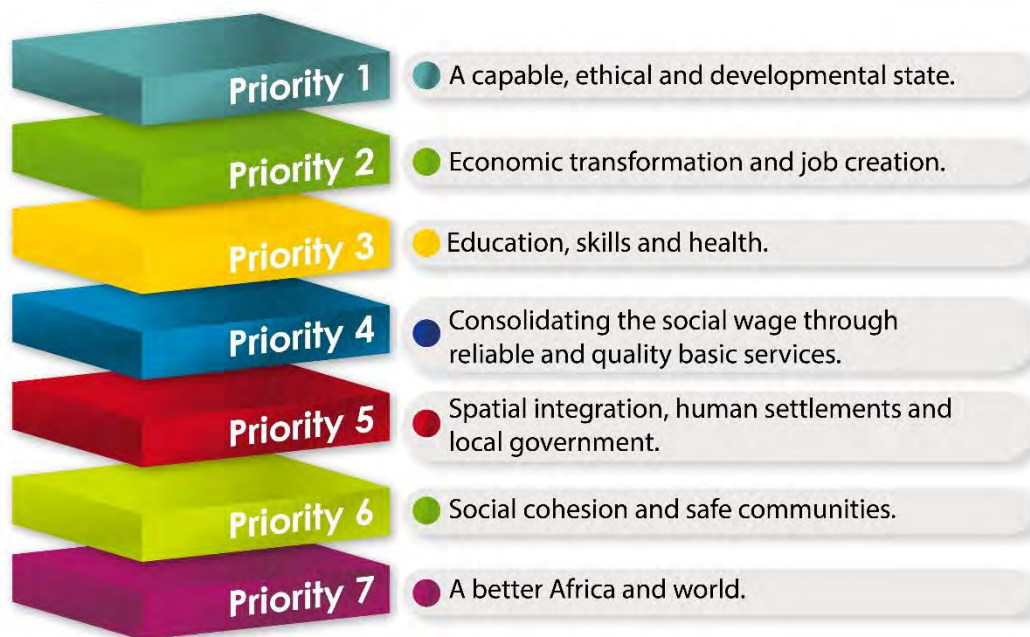 Priority 1
A capable, ethical and developmental state.
Priority 2
Economic transformation and job creation.
Priority 3
Education, skills and health.
Priority 4
Consolidating the social wage through
reliable and quality basic services.
Priority 5
Spatial integration, human settlements and
local government.
Priority 6
Social cohesion and safe communities.
Priority 7
A better Africa and world.